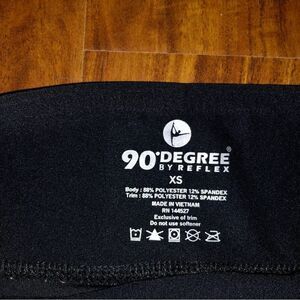 90°DEGREE®
BY REFLEX
XS
Body : 88% POLYESTER 12% SPANDEX
Trim : 88% POLYESTER 12% SPANDEX
MADE IN VIETNAM
RN 144527
Exclusive of trim
Do not use softener